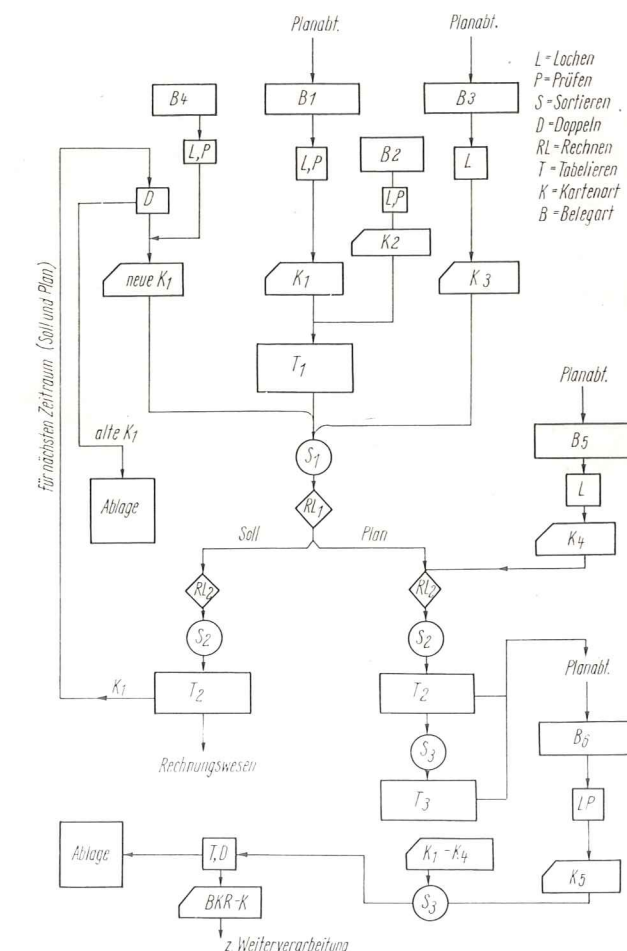 Planabt.
Planabt.
L = Lochen
P = Prüfen
S = Sortieren
D = Doppeln
RL = Rechnen
T = Tabelieren
K = Kartenart
B = Belegart
B4
B1
B3
L,P
L,P
B2
L
D
L,P
K2
neue K1
K1
K3
T1
für nächsten Zeitraum (Soll und Plan)
alte K1
Planabt.
S1
B5
Ablage
L
RL1
K4
Soll
Plan
RL2
RL2
S2
S2
K1
T2
T2
Planabt.
Rechnungswesen
S3
B6
T3
LP
Ablage
T,D
K1-K4
K5
BKR-K
S3
z. Weiterverarbeitung